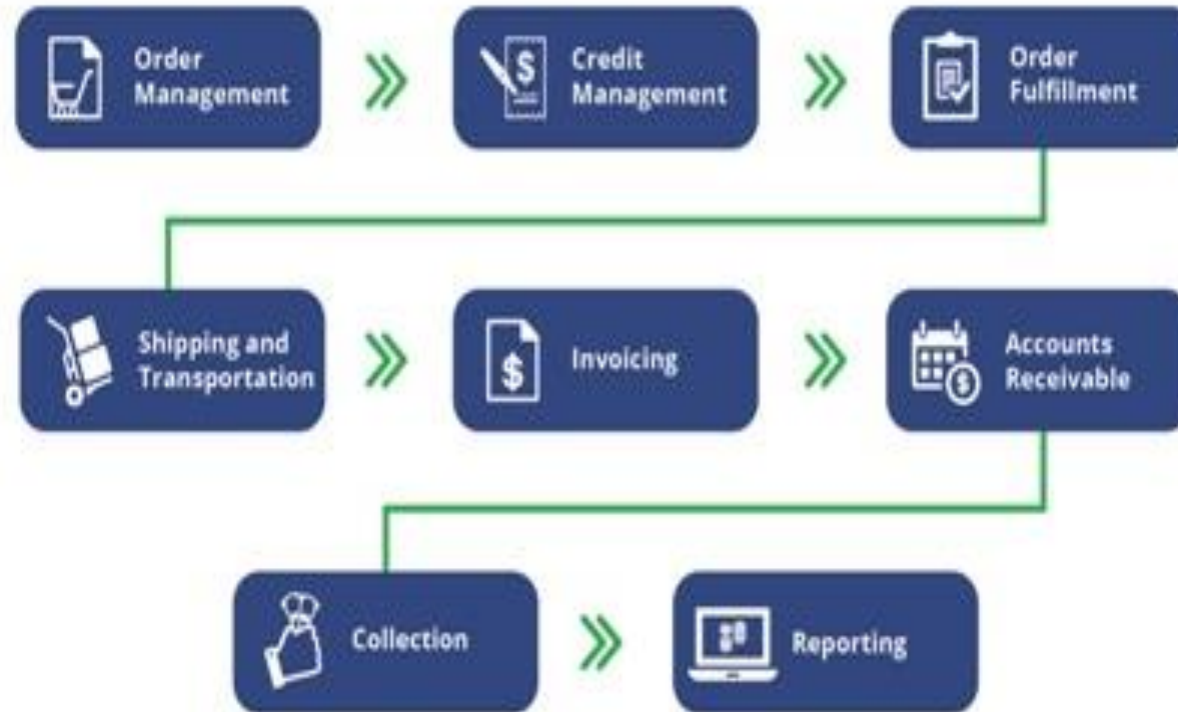 Order
Management
Credit
Management
Order
Fulfillment
Shipping and
Transportation
Invoicing
Accounts
Receivable
Collection
Reporting